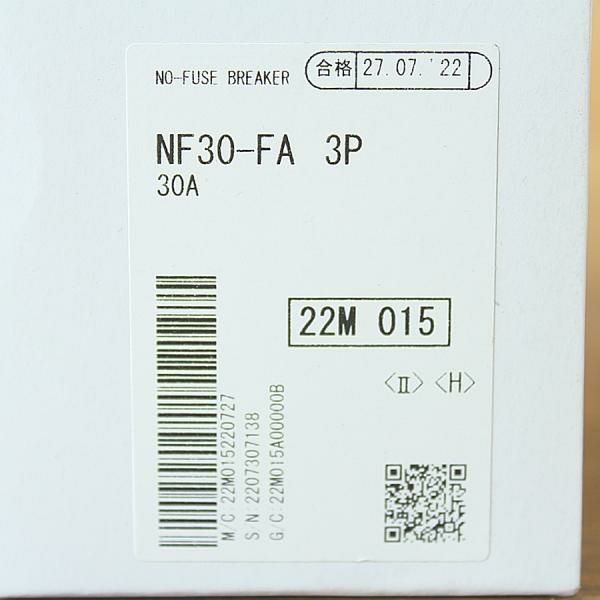 NO-FUSE BREAKER 合格 27.07.'22
NF30-FA 3P
30A
22M 015
〈Ⅱ〉〈H〉
M/C:22M015220727
S N:2207307138
G/C:22M015A00000B